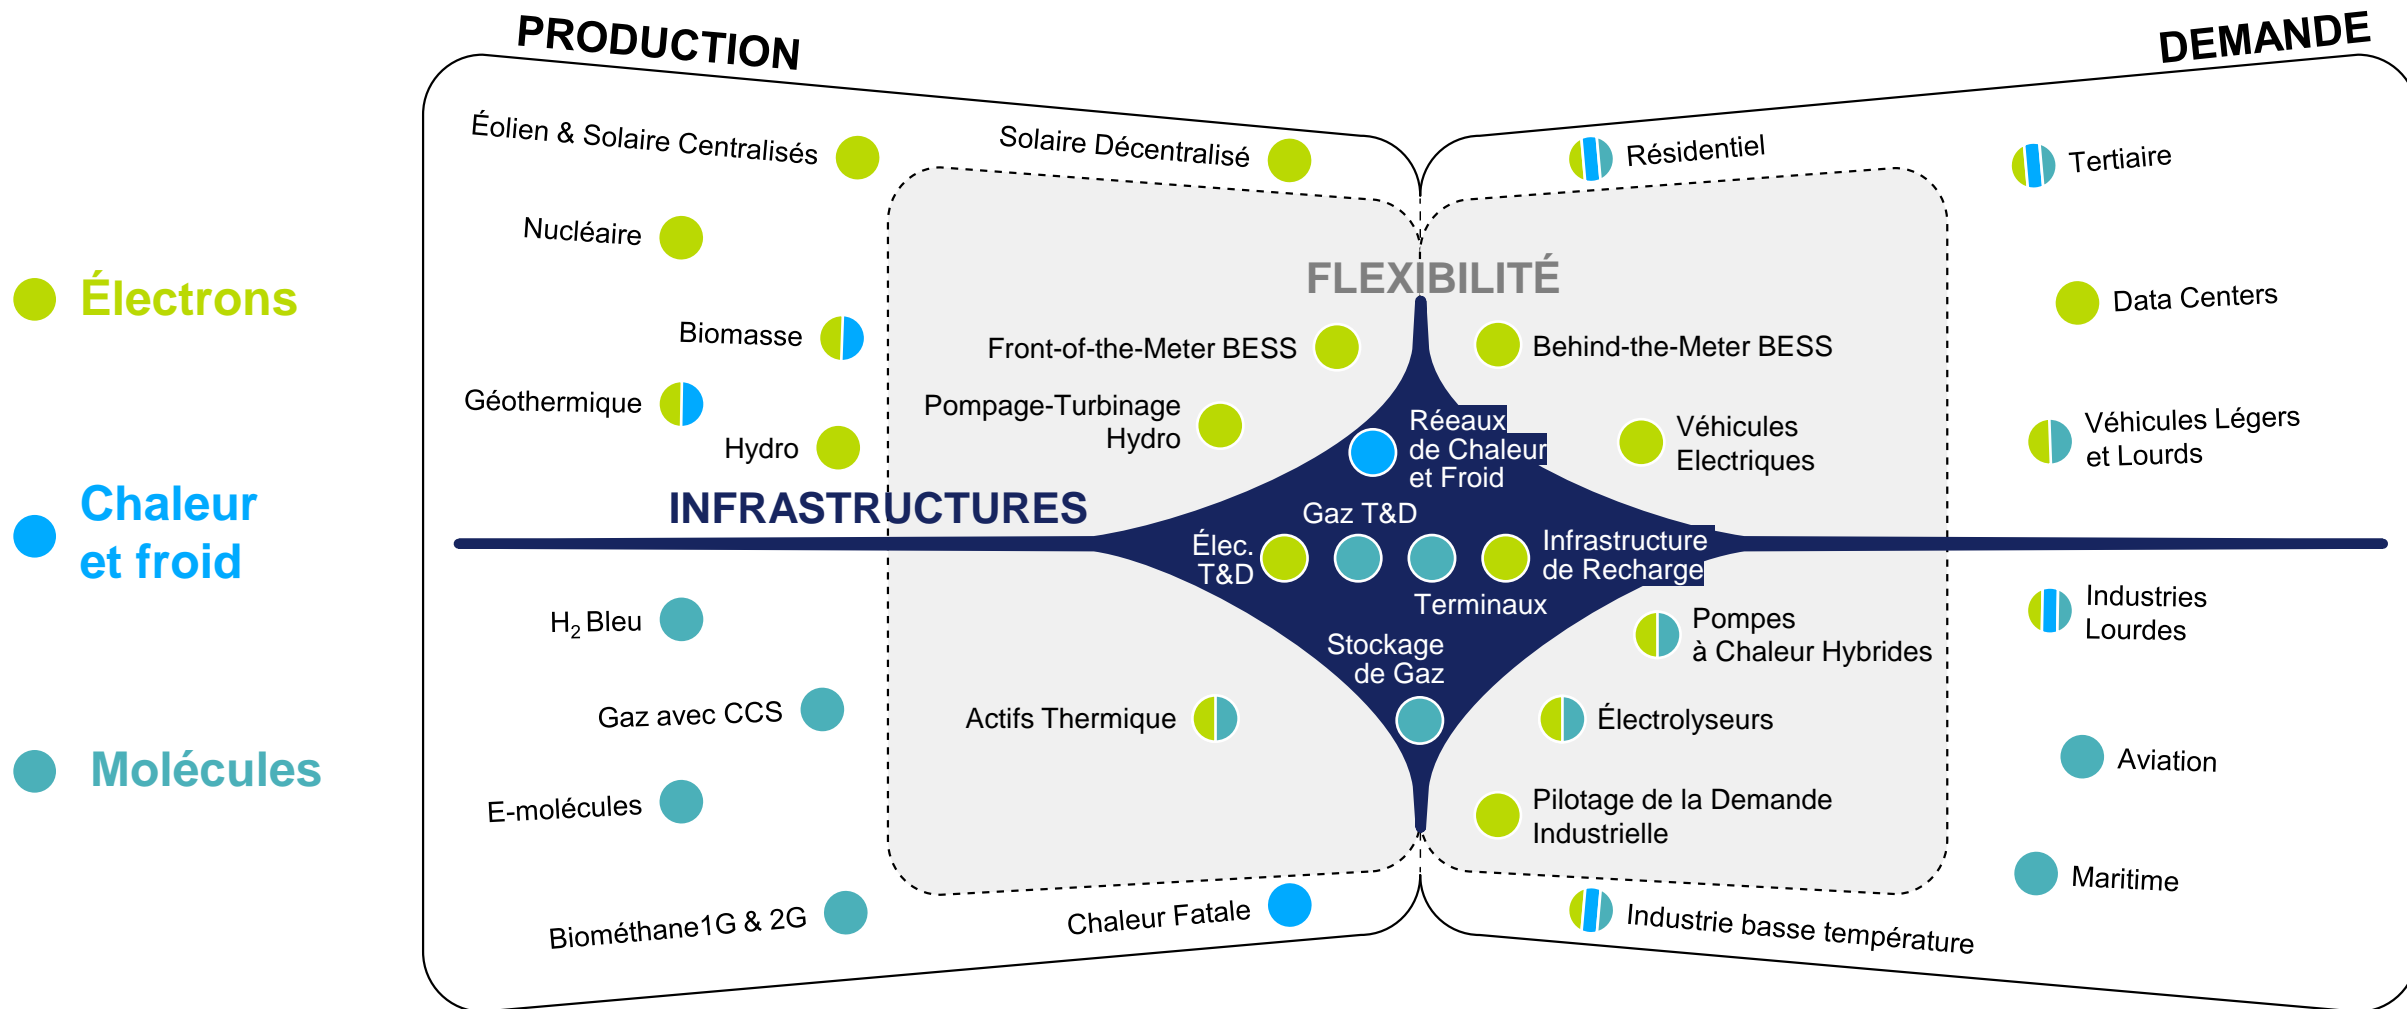 PRODUCTION
DEMANDE
Éolien & Solaire Centralisés
Solaire Décentralisé
Résidentiel
Tertiaire
Nucléaire
FLEXIBILITÉ
Électrons
Data Centers
Biomasse
Front-of-the-Meter BESS
Behind-the-Meter BESS
Géothermique
Pompage-Turbinage
Hydro
Réeaux
de Chaleur
et Froid
Véhicules
Electriques
Véhicules Légers
et Lourds
Hydro
Chaleur
et froid
INFRASTRUCTURES
Gaz T&D
Élec.
T&D
Infrastructure
de Recharge
Terminaux
H2 Bleu
Pompes
à Chaleur Hybrides
Industries
Lourdes
Stockage
de Gaz
Gaz avec CCS
Actifs Thermique
Électrolyseurs
Molécules
Aviation
E-molécules
Pilotage de la Demande
Industrielle
Maritime
Biométhane1G & 2G
Chaleur Fatale
Industrie basse température